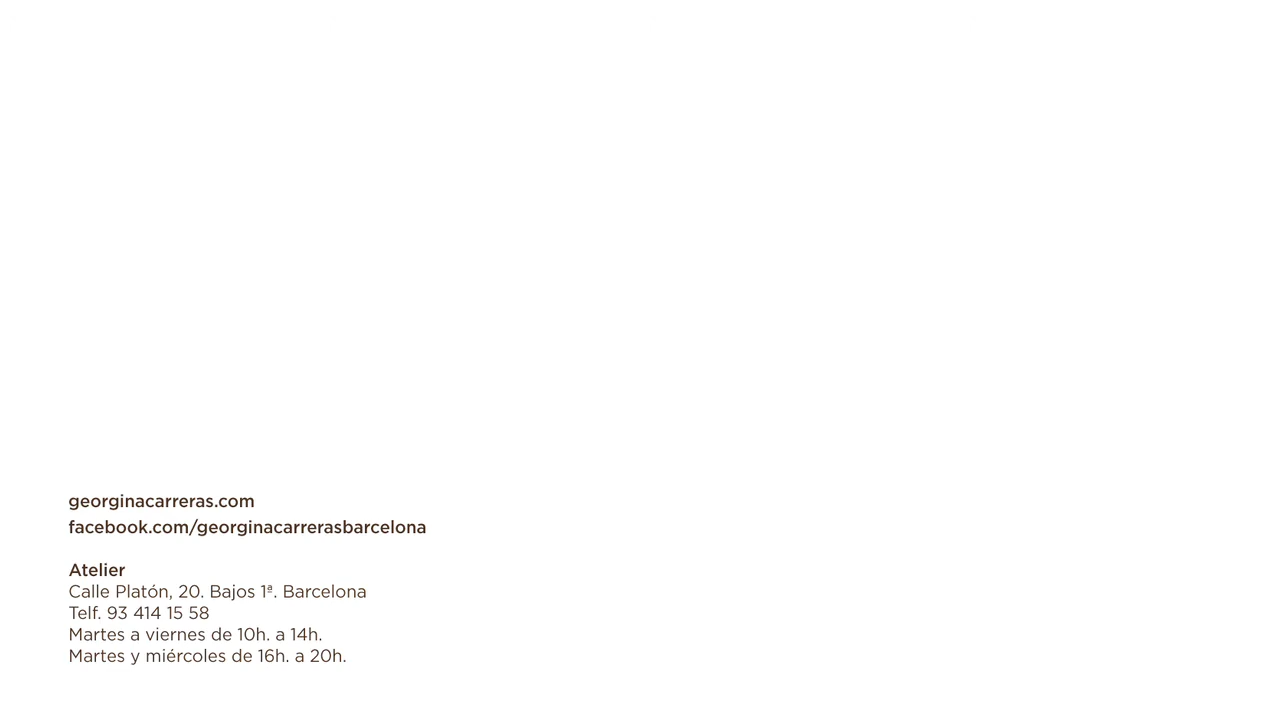 georginacarreras.com
facebook.com/georginacarrerasbarcelona
Atelier
Calle Platón, 20. Bajos 1ª. Barcelona
Telf. 93 414 15 58
Martes a viernes de 10h. a 14h.
Martes y miércoles de 16h. a 20h.